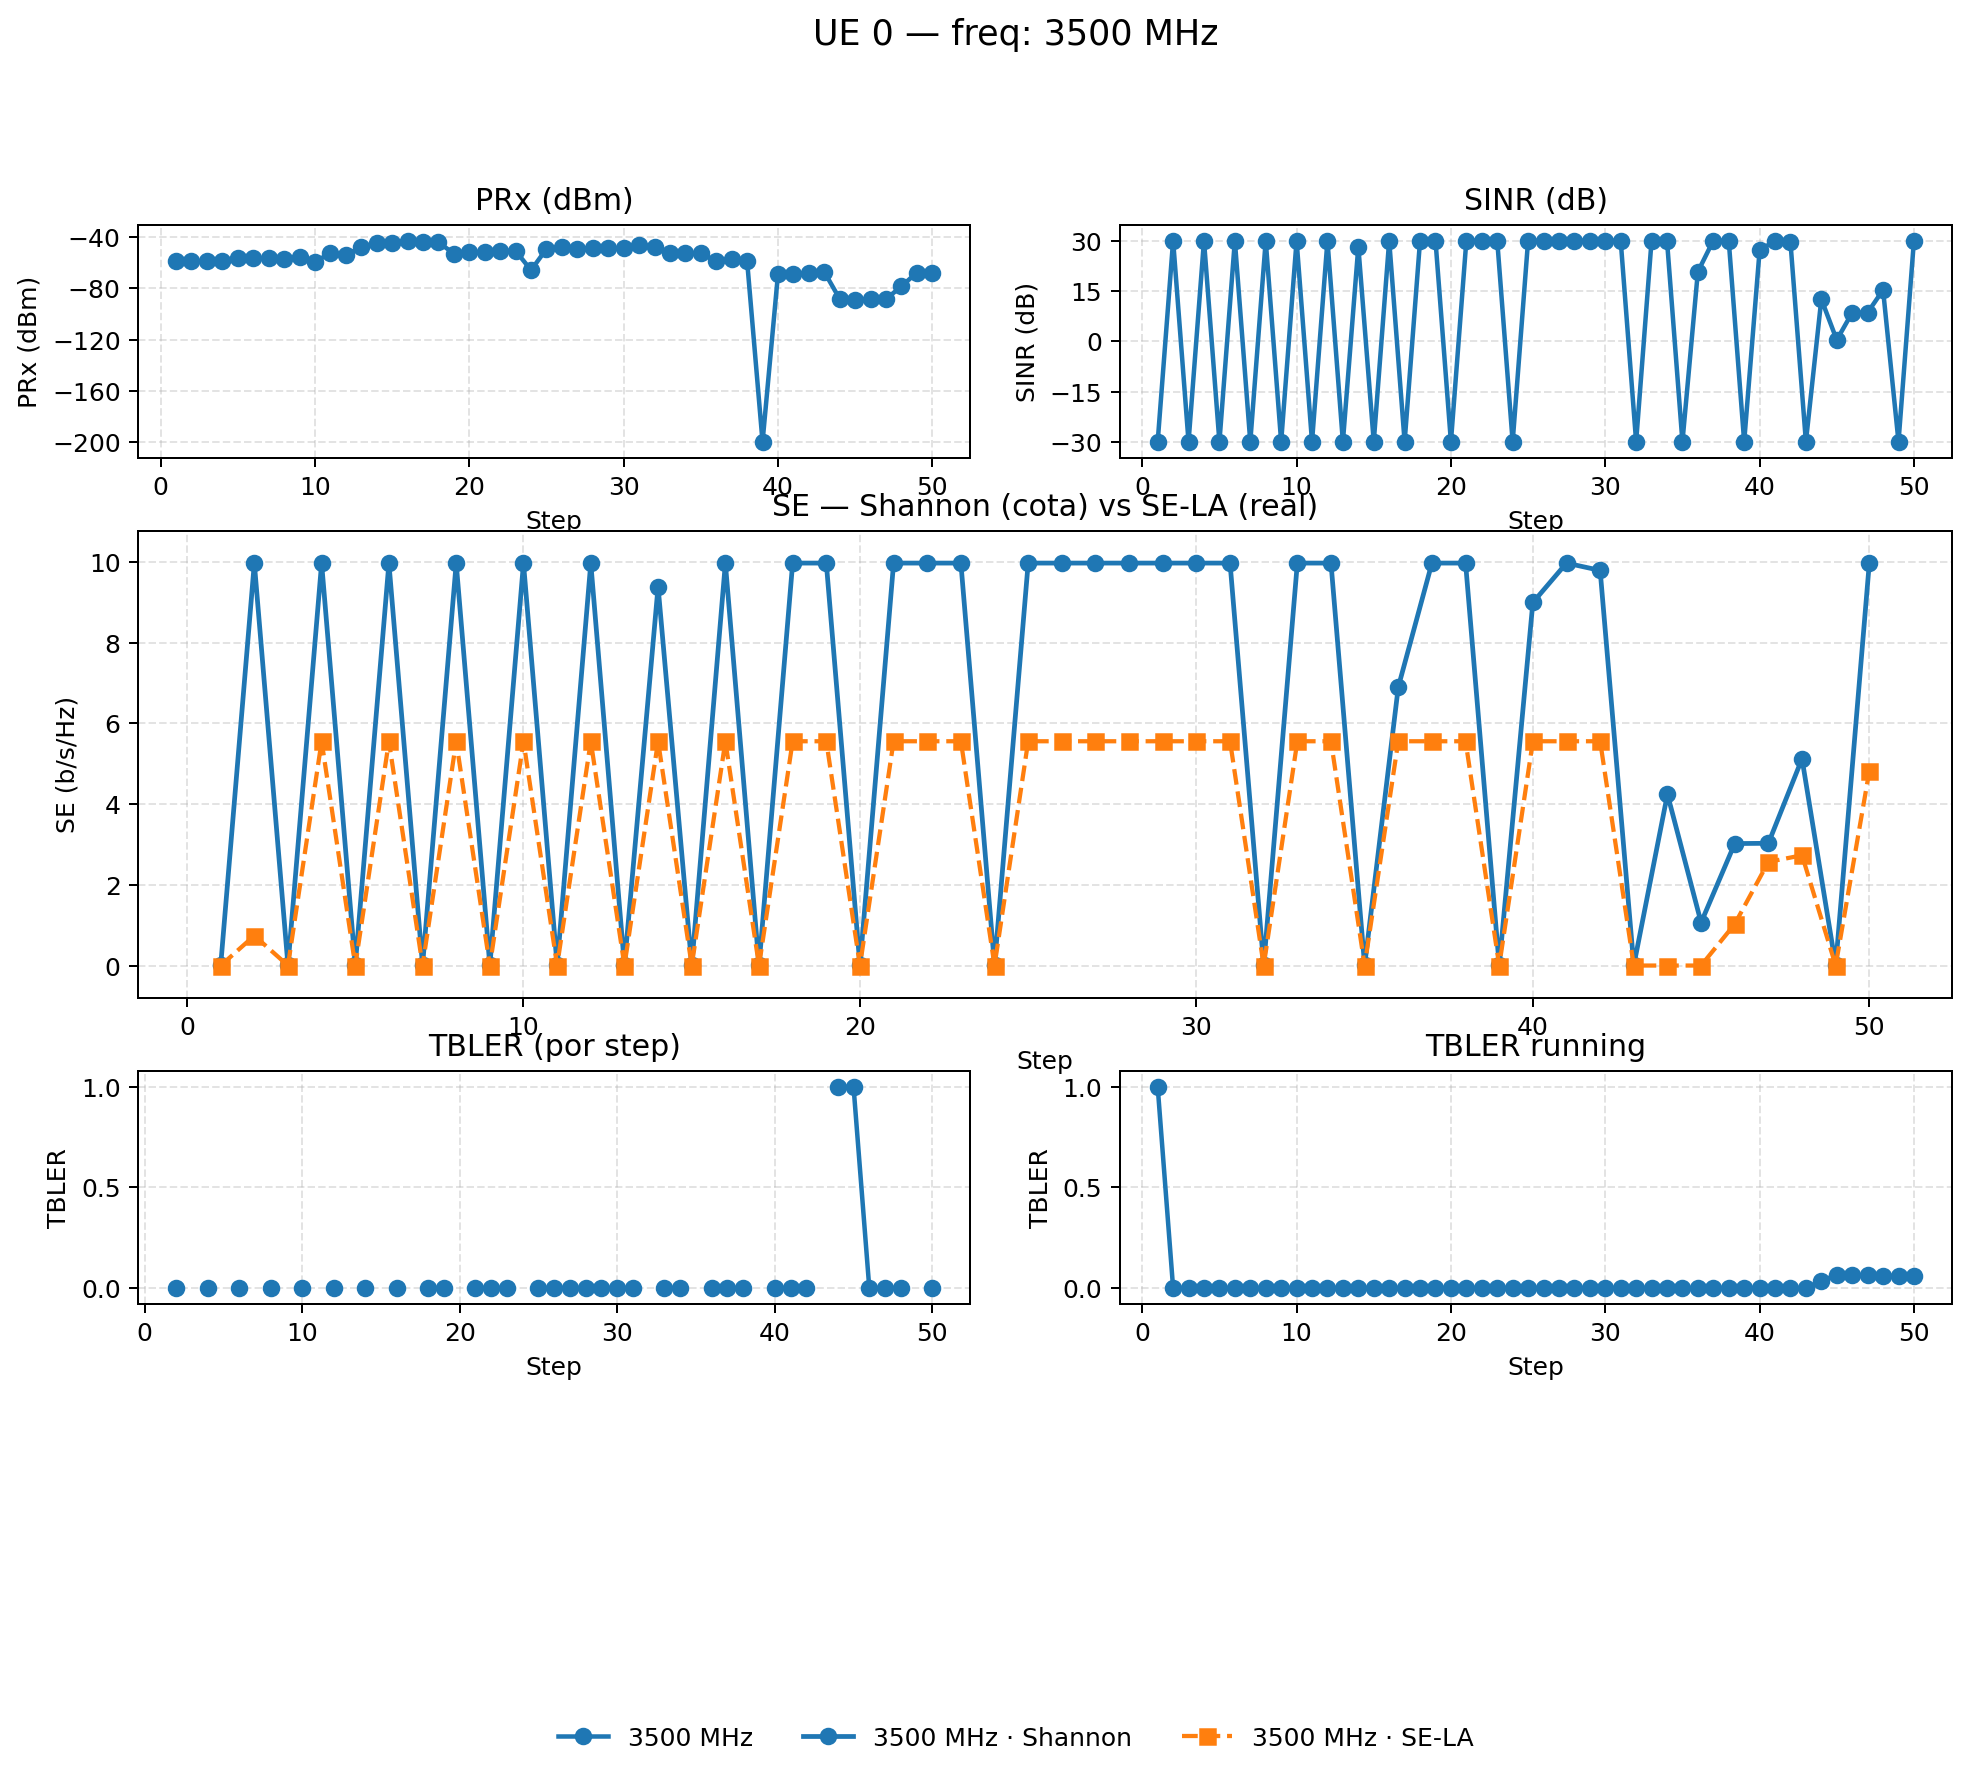 UE 0 — freq: 3500 MHz
PRx (dBm)
PRx (dBm)
−40
−80
−120
−160
−200
0 10 20 30 40 50
Step
SINR (dB)
SINR (dB)
30
15
0
−15
−30
0 10 20 30 40 50
Step
SE — Shannon (cota) vs SE-LA (real)
SE (b/s/Hz)
10
8
6
4
2
0
0 10 20 30 40 50
Step
TBLER (por step)
TBLER
1.0
0.5
0.0
0 10 20 30 40 50
Step
TBLER running
TBLER
1.0
0.5
0.0
0 10 20 30 40 50
Step
3500 MHz 3500 MHz · Shannon 3500 MHz · SE-LA